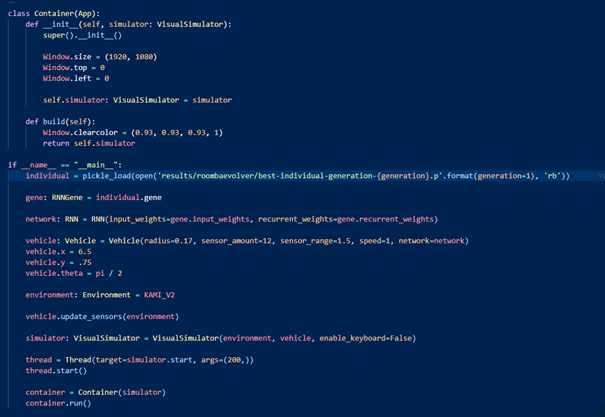 class Container(App):
    def __init__(self, simulator: VisualSimulator):
        super().__init__()

        Window.size = (1920, 1080)
        Window.top = 0
        Window.left = 0

        self.simulator: VisualSimulator = simulator

    def build(self):
        Window.clearcolor = (0.93, 0.93, 0.93, 1)
        return self.simulator

if __name__ == "__main__":
    individual = pickle_load(open('results/roombaevolver/best-individual-generation-{generation}.p'.format(generation=1), 'rb'))

    gene: RNNGene = individual.gene

    network: RNN = RNN(input_weights=gene.input_weights, recurrent_weights=gene.recurrent_weights)

    vehicle: Vehicle = Vehicle(radius=0.17, sensor_amount=12, sensor_range=1.5, speed=1, network=network)
    vehicle.x = 6.5
    vehicle.y = .75
    vehicle.theta = pi / 2

    environment: Environment = KAMI_V2

    vehicle.update_sensors(environment)

    simulator: VisualSimulator = VisualSimulator(environment, vehicle, enable_keyboard=False)

    thread = Thread(target=simulator.start, args=(200,))
    thread.start()

    container = Container(simulator)
    container.run()